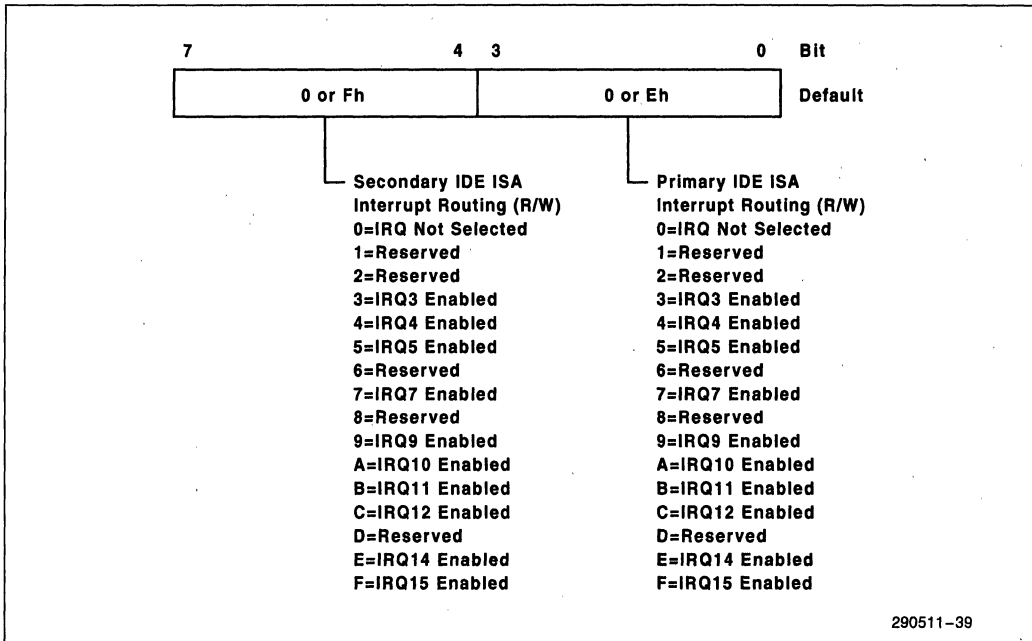 7 4 3 0 Bit
0 or Fh 0 or Eh Default
Secondary IDE ISA
Interrupt Routing (R/W)
0=IRQ Not Selected
1=Reserved
2=Reserved
3=IRQ3 Enabled
4=IRQ4 Enabled
5=IRQ5 Enabled
6=Reserved
7=IRQ7 Enabled
8=Reserved
9=IRQ9 Enabled
A=IRQ10 Enabled
B=IRQ11 Enabled
C=IRQ12 Enabled
D=Reserved
E=IRQ14 Enabled
F=IRQ15 Enabled
Primary IDE ISA
Interrupt Routing (R/W)
0=IRQ Not Selected
1=Reserved
2=Reserved
3=IRQ3 Enabled
4=IRQ4 Enabled
5=IRQ5 Enabled
6=Reserved
7=IRQ7 Enabled
8=Reserved
9=IRQ9 Enabled
A=IRQ10 Enabled
B=IRQ11 Enabled
C=IRQ12 Enabled
D=Reserved
E=IRQ14 Enabled
F=IRQ15 Enabled
290511–39